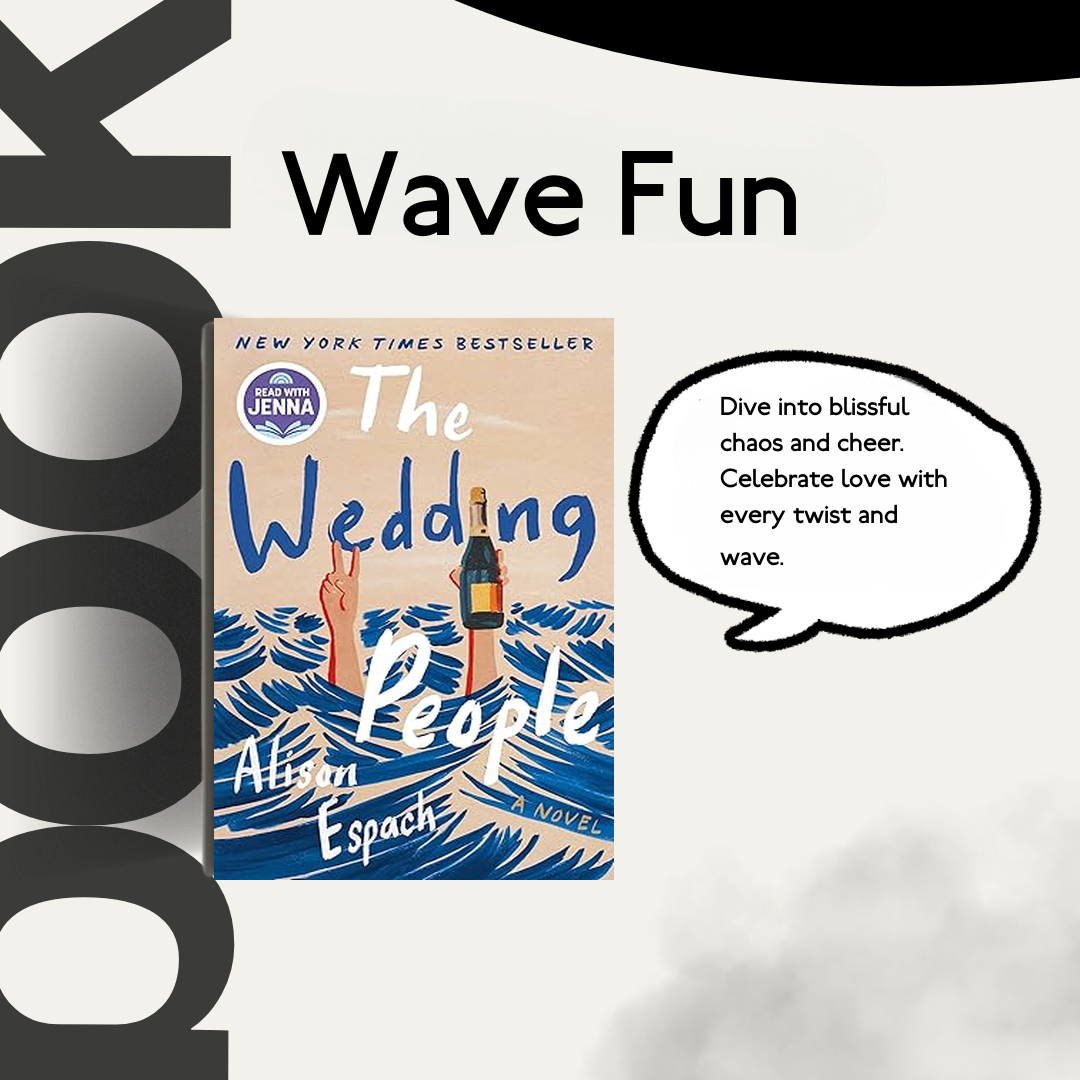 book
Wave Fun
NEW YORK TIMES BESTSELLER
READ WITH
JENNA
The
Wedding
People
Alison
Espach
A NOVEL
Dive into blissful
chaos and cheer.
Celebrate love with
every twist and
wave.